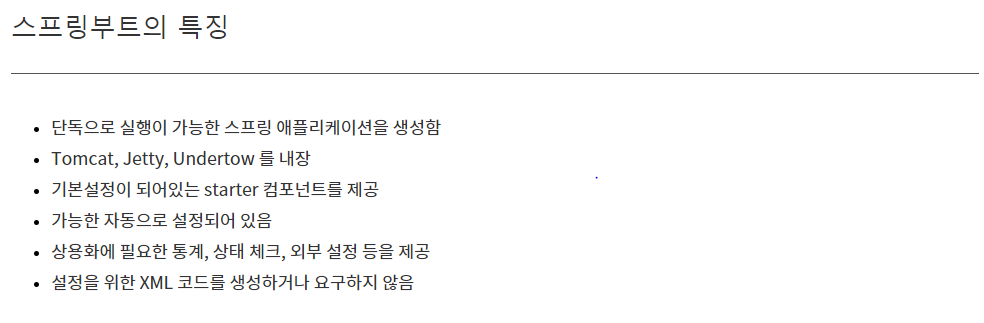 스프링부트의 특징
단독으로 실행이 가능한 스프링 애플리케이션을 생성함
Tomcat, Jetty, Undertow 를 내장
기본설정이 되어있는 starter 컴포넌트를 제공
가능한 자동으로 설정되어 있음
상용화에 필요한 통계, 상태 체크, 외부 설정 등을 제공
설정을 위한 XML 코드를 생성하거나 요구하지 않음